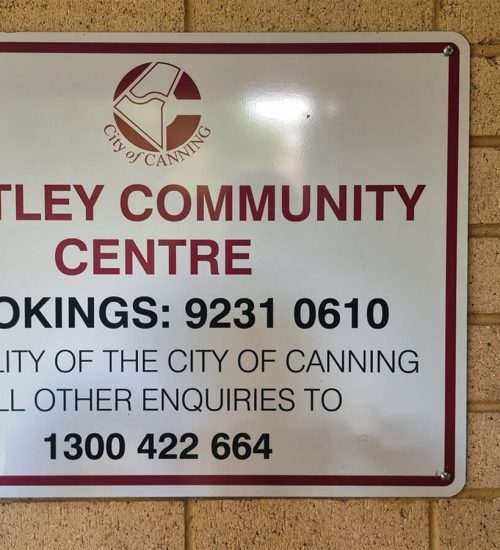 City of CANNING
TLEY COMMUNITY
CENTRE
OKINGS: 9231 0610
LITY OF THE CITY OF CANNING
LL OTHER ENQUIRIES TO
1300 422 664